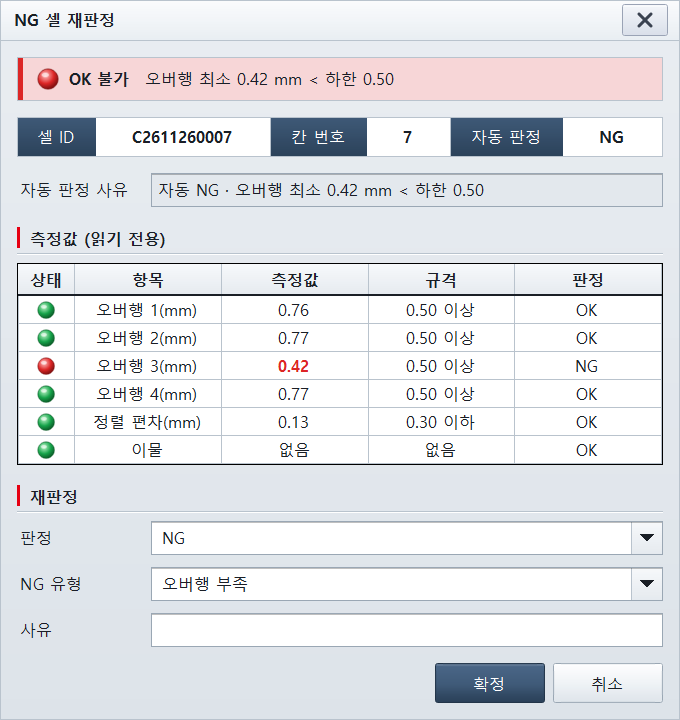 NG 셀 재판정
OK 불가 오버행 최소 0.42 mm < 하한 0.50
셀 ID C2611260007 칸 번호 7 자동 판정 NG
자동 판정 사유 자동 NG · 오버행 최소 0.42 mm < 하한 0.50
측정값 (읽기 전용)
상태 항목 측정값 규격 판정
오버행 1(mm) 0.76 0.50 이상 OK
오버행 2(mm) 0.77 0.50 이상 OK
오버행 3(mm) 0.42 0.50 이상 NG
오버행 4(mm) 0.77 0.50 이상 OK
정렬 편차(mm) 0.13 0.30 이하 OK
이물 없음 없음 OK
재판정
판정 NG
NG 유형 오버행 부족
사유
확정 취소